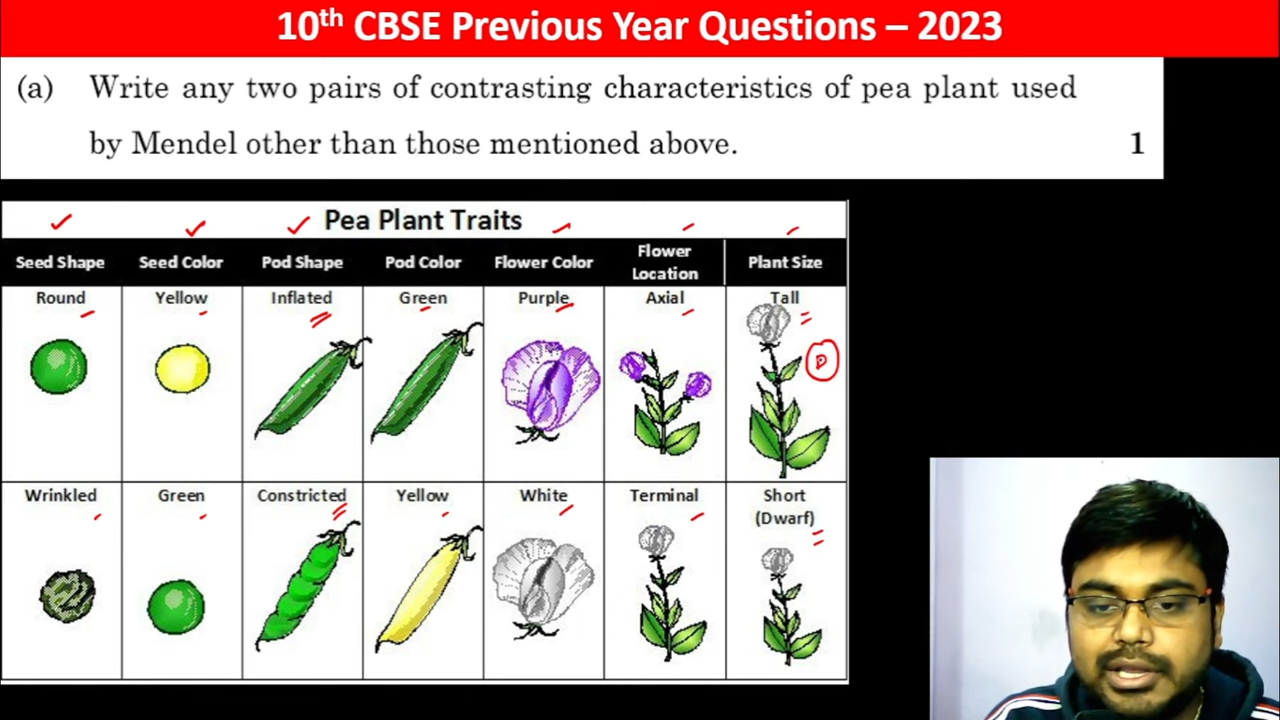 10th CBSE Previous Year Questions – 2023
(a) Write any two pairs of contrasting characteristics of pea plant used
by Mendel other than those mentioned above. 1
Pea Plant Traits
Seed Shape Seed Color Pod Shape Pod Color Flower Color Flower Location Plant Size
Round Yellow Inflated Green Purple Axial Tall
D
Wrinkled Green Constricted Yellow White Terminal Short
(Dwarf)